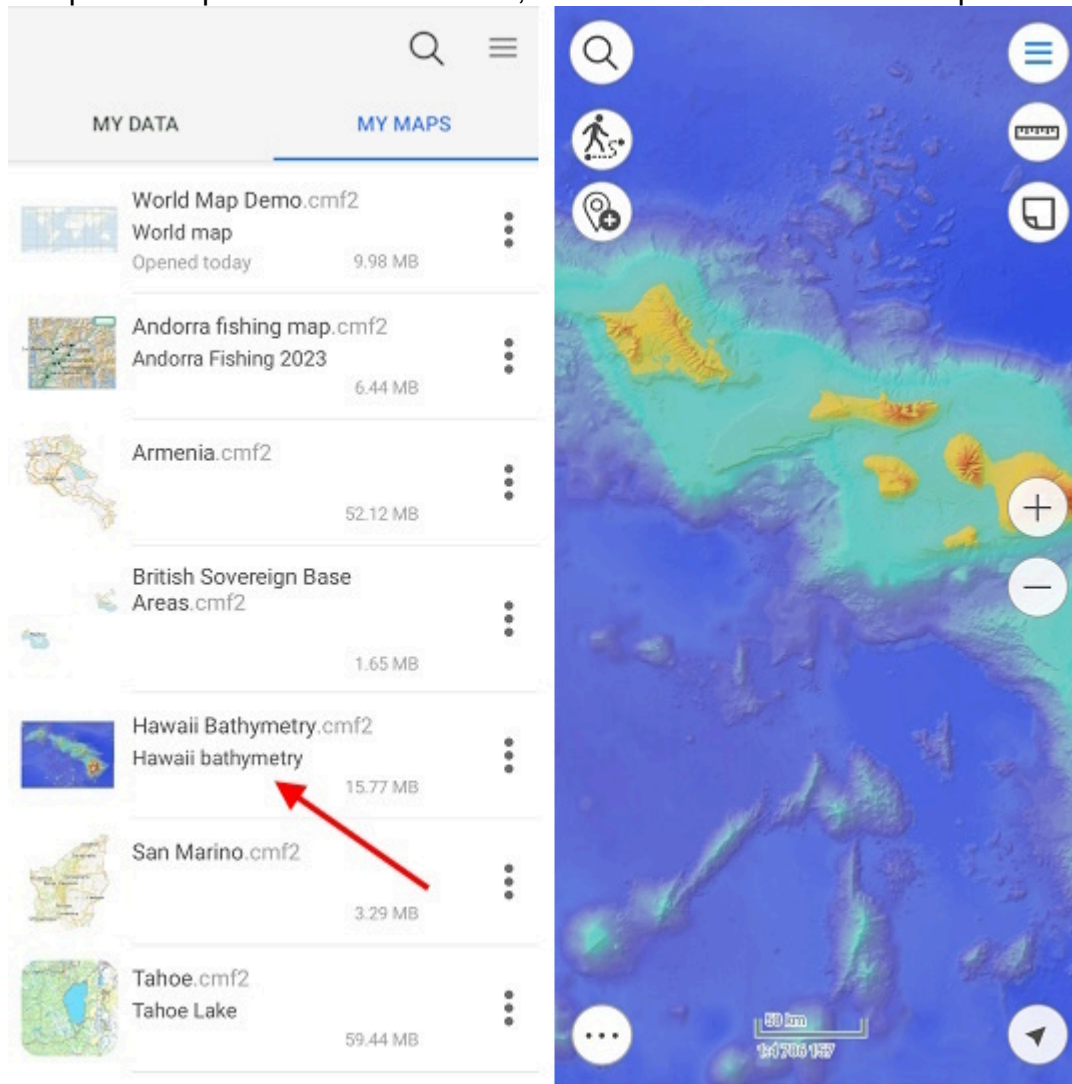 MY DATA
MY MAPS
World Map Demo.cmf2
World map
Opened today 9.98 MB
Andorra fishing map.cmf2
Andorra Fishing 2023
6.44 MB
Armenia.cmf2
52.12 MB
British Sovereign Base
Areas.cmf2
1.65 MB
Hawaii Bathymetry.cmf2
Hawaii bathymetry
15.77 MB
San Marino.cmf2
3.29 MB
Tahoe.cmf2
Tahoe Lake
59.44 MB
50 km